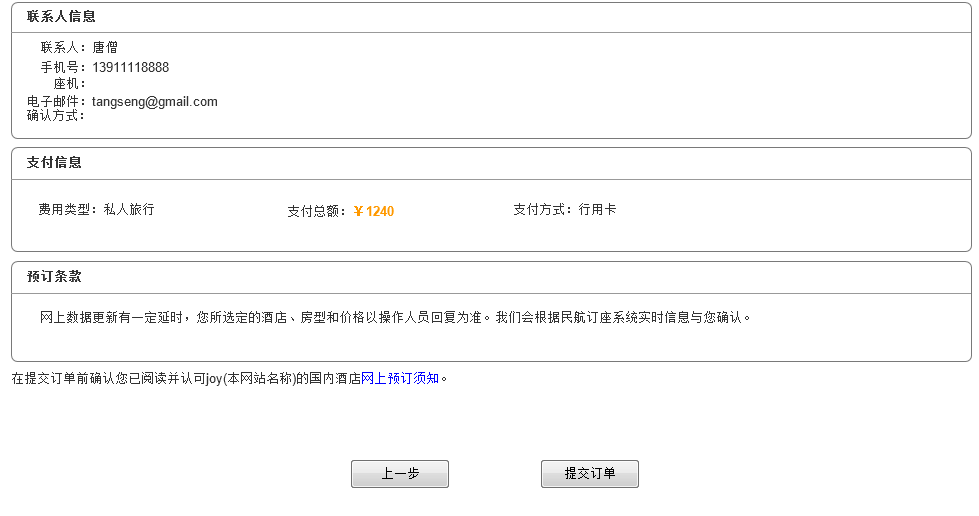 联系人信息
联系人：唐僧
手机号：13911118888
座机：
电子邮件：tangseng@gmail.com
确认方式：
支付信息
费用类型：私人旅行 支付总额：￥1240 支付方式：行用卡
预订条款
网上数据更新有一定延时，您所选定的酒店、房型和价格以操作人员回复为准。我们会根据民航订座系统实时信息与您确认。
在提交订单前确认您已阅读并认可joy(本网站名称)的国内酒店网上预订须知。
上一步 提交订单